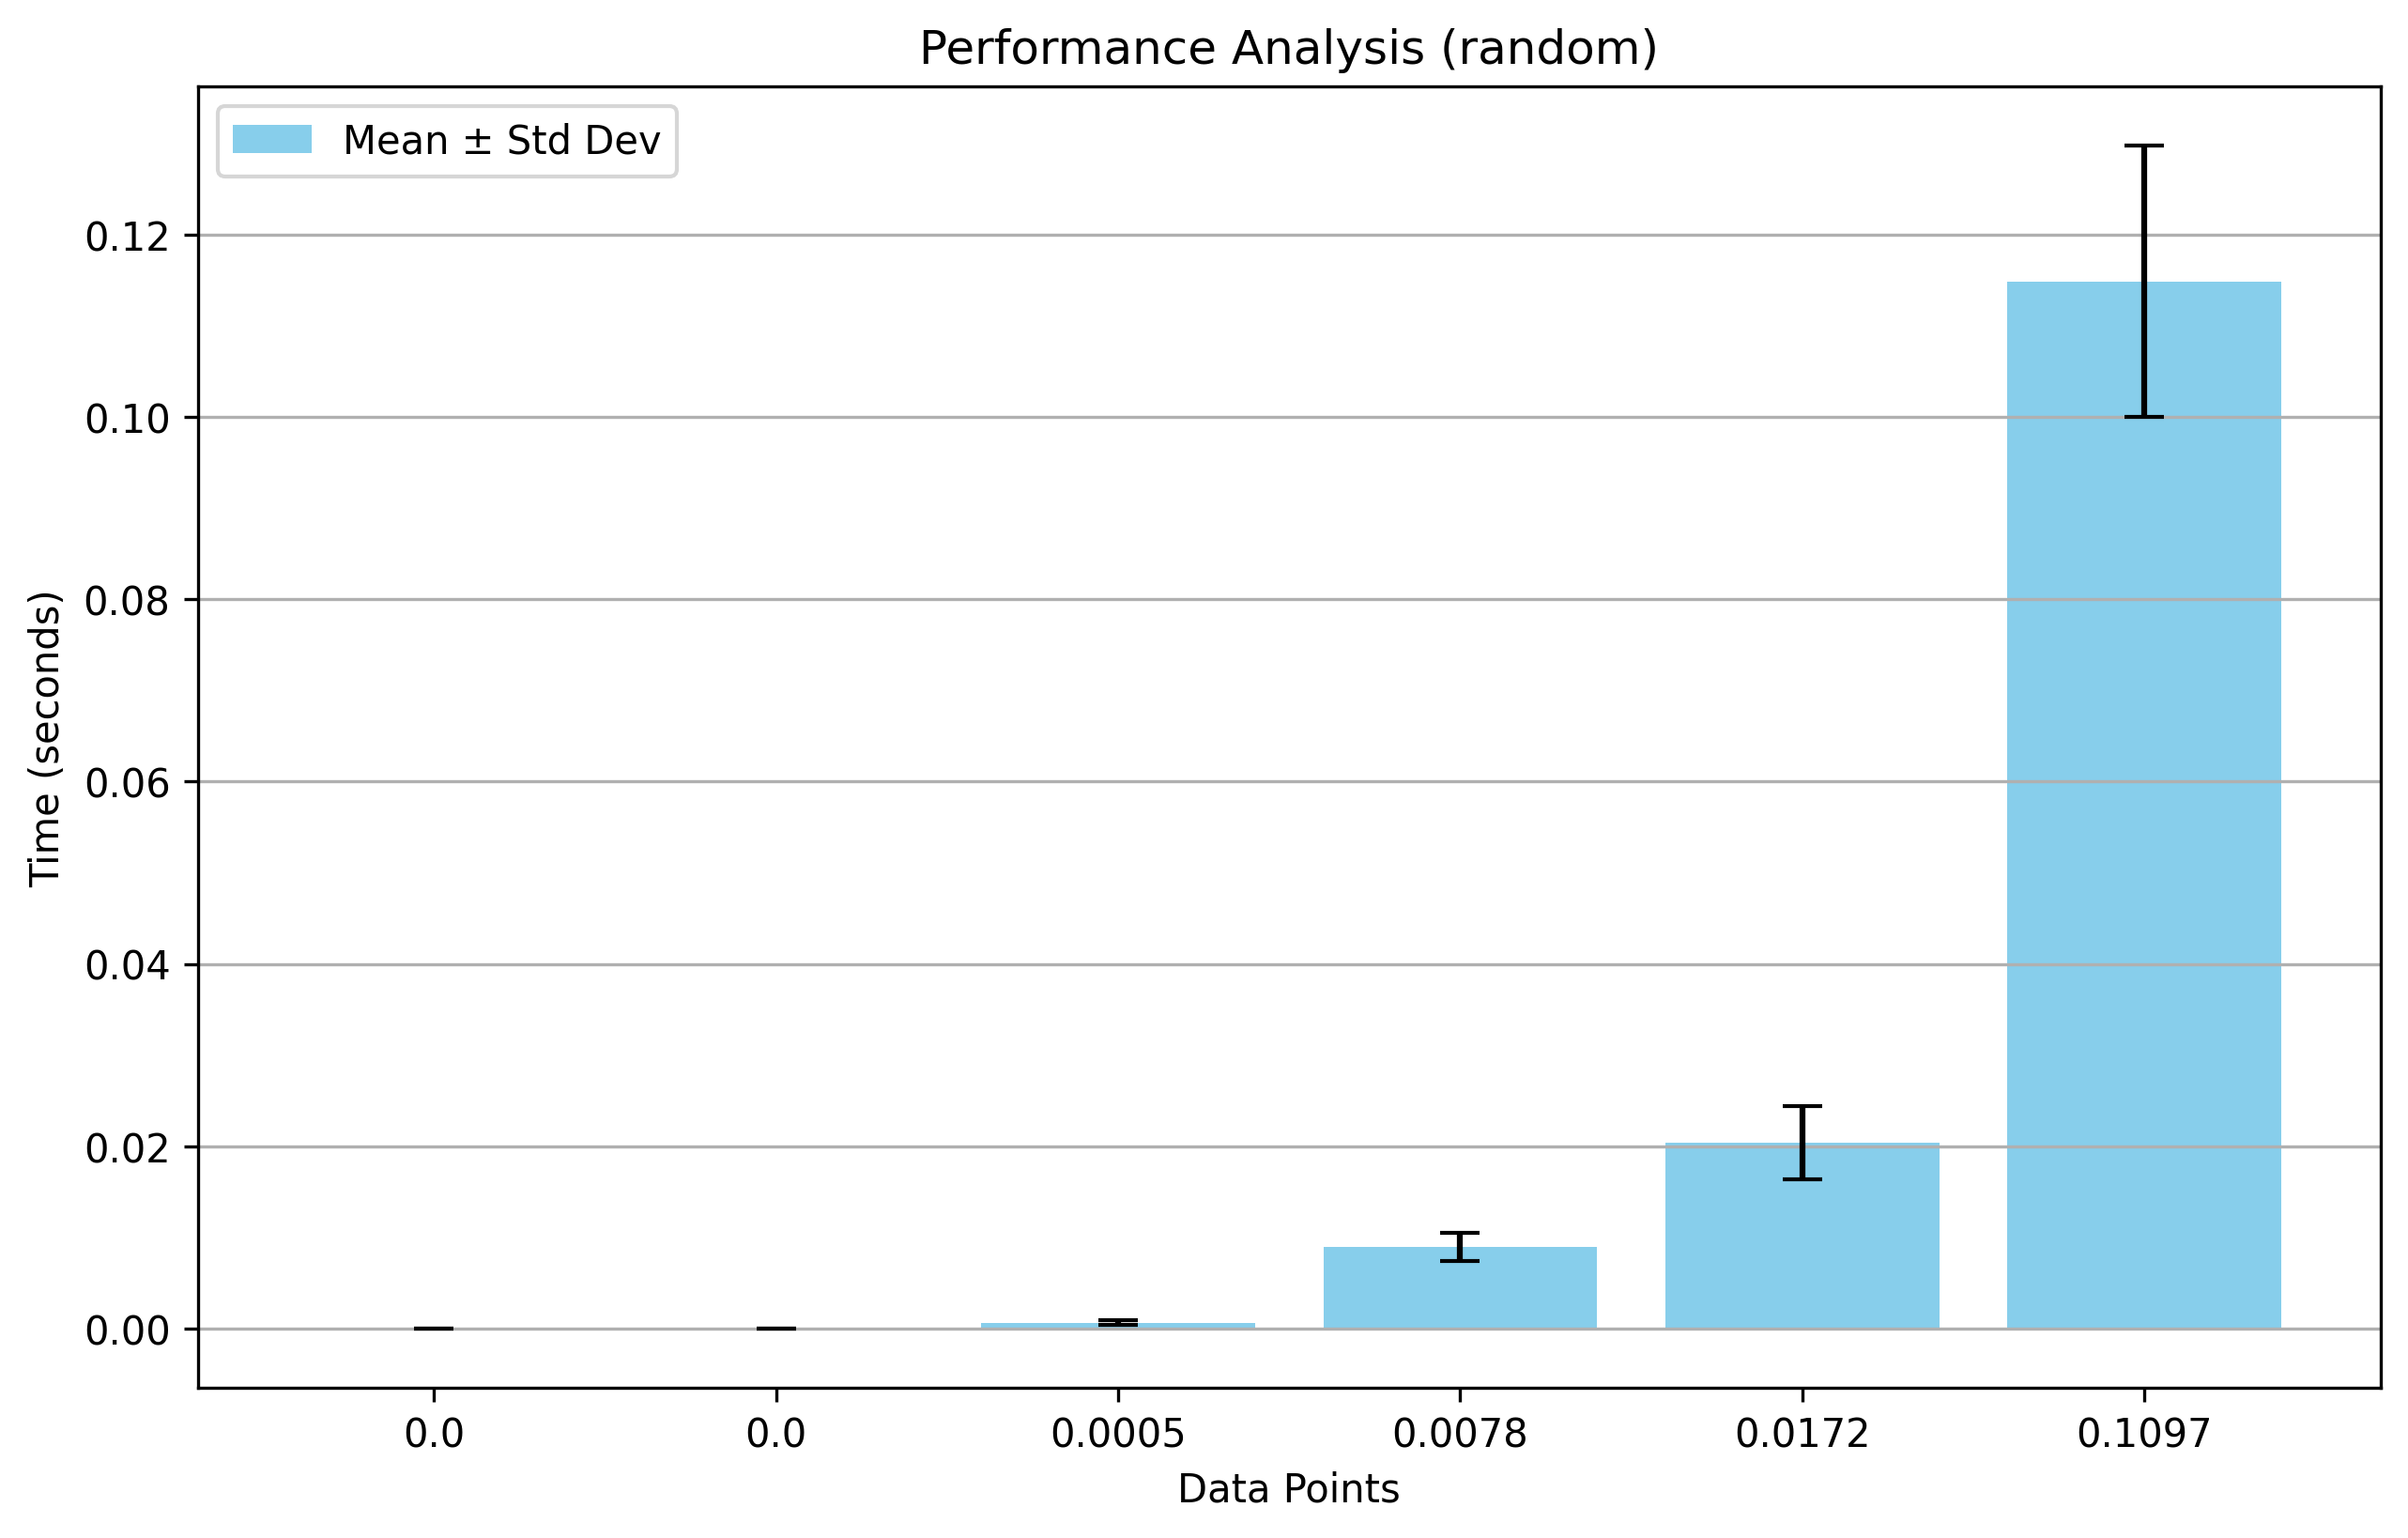 Performance Analysis (random)
Mean ± Std Dev
0.12
0.10
0.08
0.06
0.04
0.02
0.00
Time (seconds)
0.0 0.0 0.0005 0.0078 0.0172 0.1097
Data Points